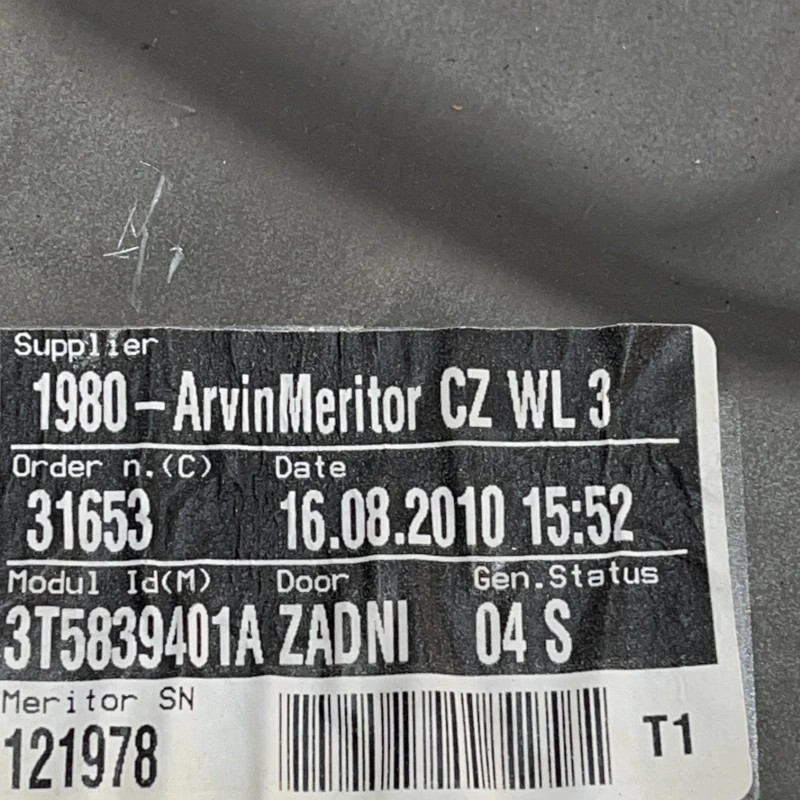 Supplier
1980-ArvinMeritor CZ WL 3
Order n.(C) Date
31653 16.08.2010 15:52
Modul Id(M) Door Gen.Status
3T5839401A ZADNI 04 S
Meritor SN
121978 T1